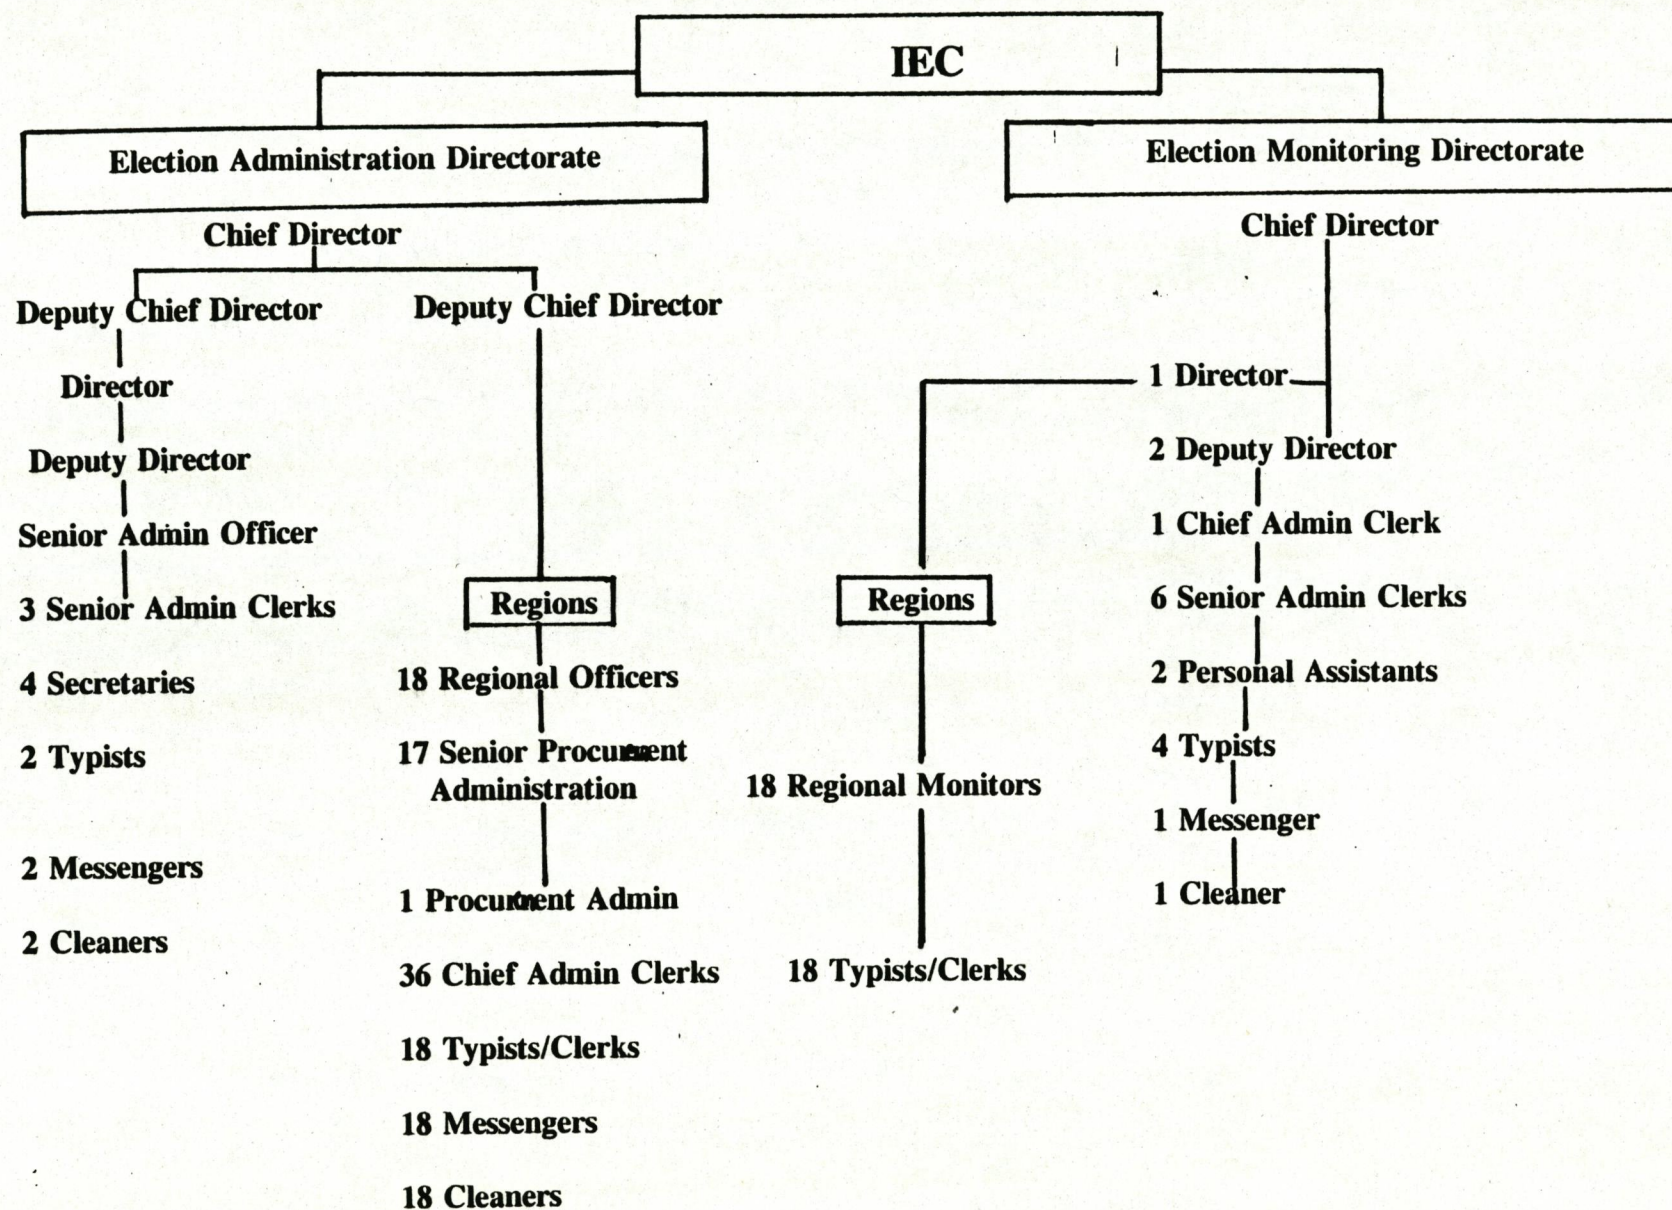 IEC
Election Administration Directorate
Chief Director
Deputy Chief Director
Director
Deputy Director
Senior Admin Officer
3 Senior Admin Clerks
4 Secretaries
2 Typists
2 Messengers
2 Cleaners
Deputy Chief Director
Regions
18 Regional Officers
17 Senior Procurement
Administration
1 Procurment Admin
36 Chief Admin Clerks
18 Typists/Clerks
18 Messengers
18 Cleaners
Election Monitoring Directorate
Chief Director
1 Director
Regions
18 Regional Monitors
18 Typists/Clerks
2 Deputy Director
1 Chief Admin Clerk
6 Senior Admin Clerks
2 Personal Assistants
4 Typists
1 Messenger
1 Cleaner